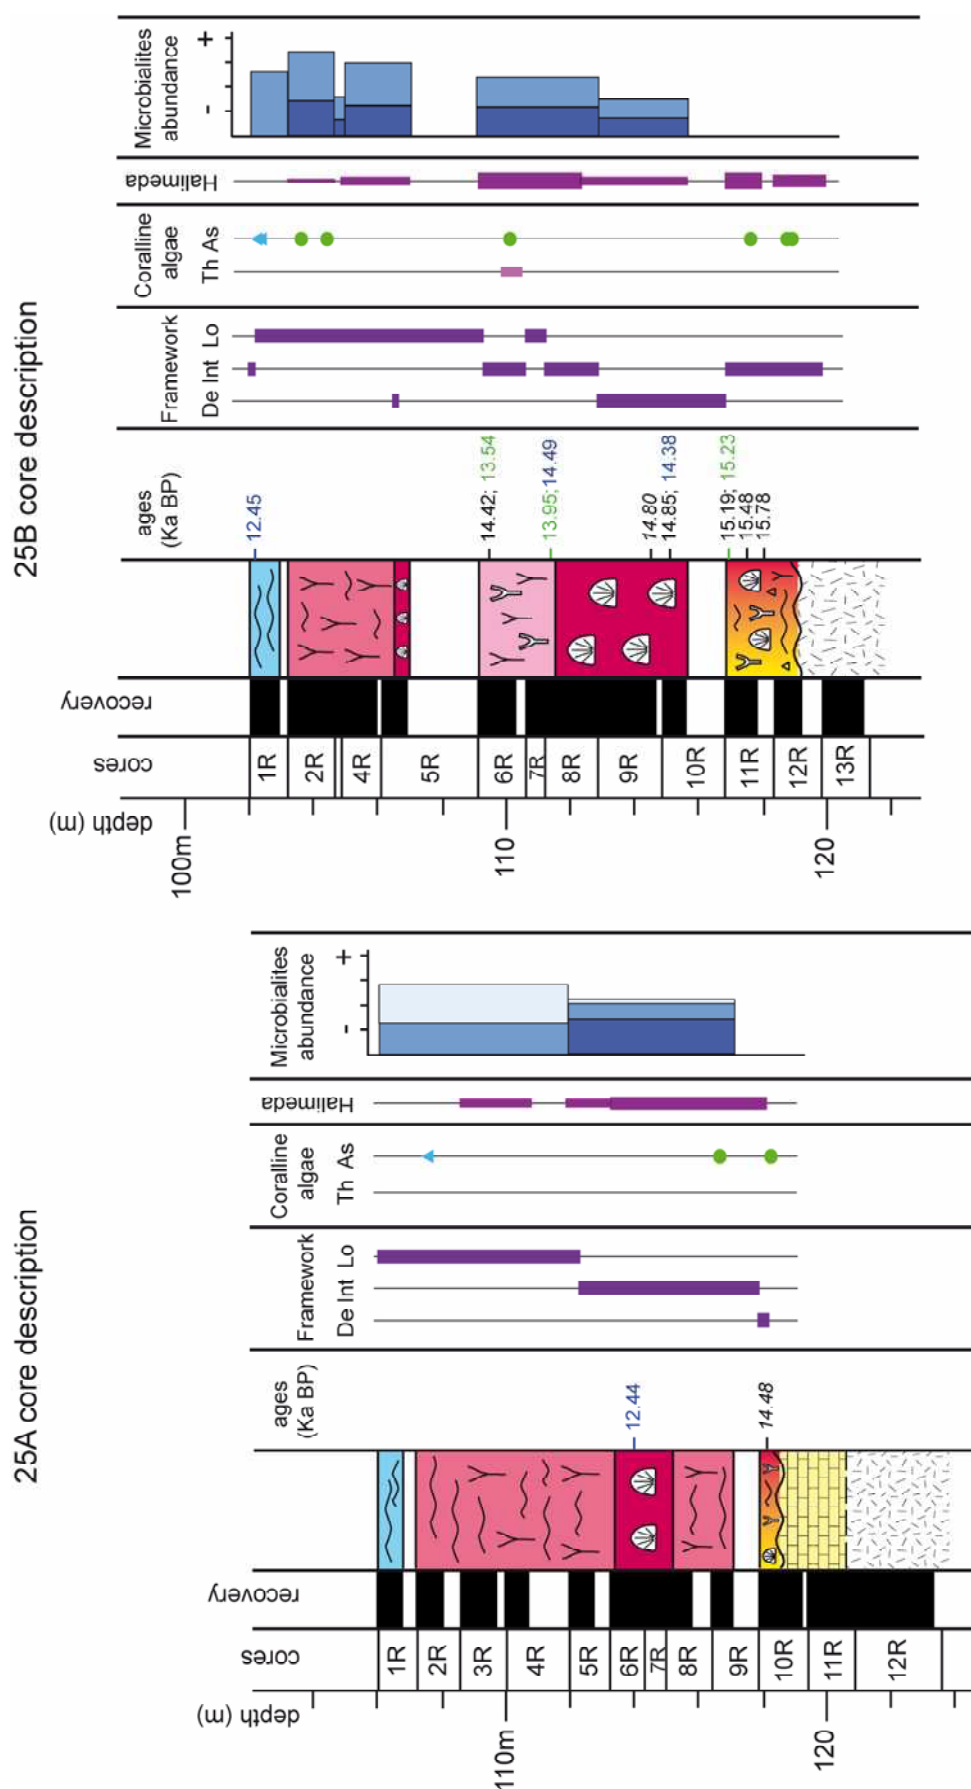 25B core description
depth (m)
cores
recovery
ages
(Ka BP)
Framework
De Int Lo
Coralline
algae
Th As
Halimeda
Microbialites
abundance
- +
100m
110
120
1R
2R
4R
5R
6R
7R
8R
9R
10R
11R
12R
13R
12.45
14.42; 13.54
13.95;14.49
14.80
14.85; 14.38
15.19; 15.23
15.48
15.78
25A core description
depth (m)
cores
recovery
ages
(Ka BP)
Framework
De Int Lo
Coralline
algae
Th As
Halimeda
Microbialites
abundance
- +
110m
120
1R
2R
3R
4R
5R
6R
7R
8R
9R
10R
11R
12R
12.44
14.48